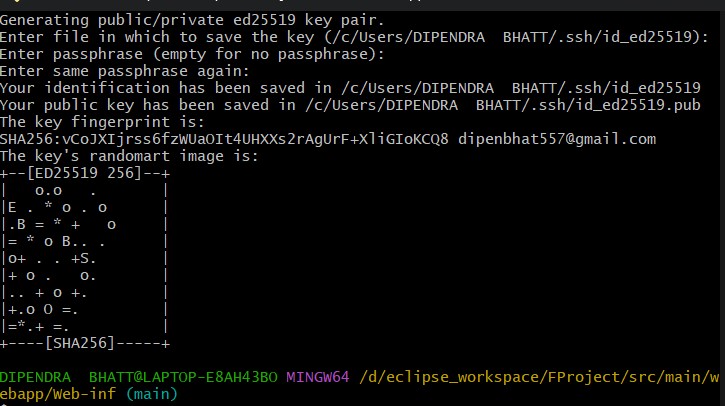 Generating public/private ed25519 key pair.
Enter file in which to save the key (/c/Users/DIPENDRA  BHATT/.ssh/id_ed25519):
Enter passphrase (empty for no passphrase):
Enter same passphrase again:
Your identification has been saved in /c/Users/DIPENDRA  BHATT/.ssh/id_ed25519
Your public key has been saved in /c/Users/DIPENDRA  BHATT/.ssh/id_ed25519.pub
The key fingerprint is:
SHA256:vCoJXIjrss6fzWUaOIt4UHXXs2rAgUrF+XliGIoKCQ8 dipenbhat557@gmail.com
The key's randomart image is:
+--[ED25519 256]--+
|   o.o   .       |
|E . * o . o      |
|.B = * +   o     |
|= * o B.. .      |
|o+ . . +S.       |
|+ o .   o.       |
|.. + o +.        |
|+.o O =.         |
|=*.+ =.          |
+----[SHA256]-----+
DIPENDRA  BHATT@LAPTOP-E8AH43BO MINGW64 /d/eclipse_workspace/FProject/src/main/w
ebapp/Web-inf (main)